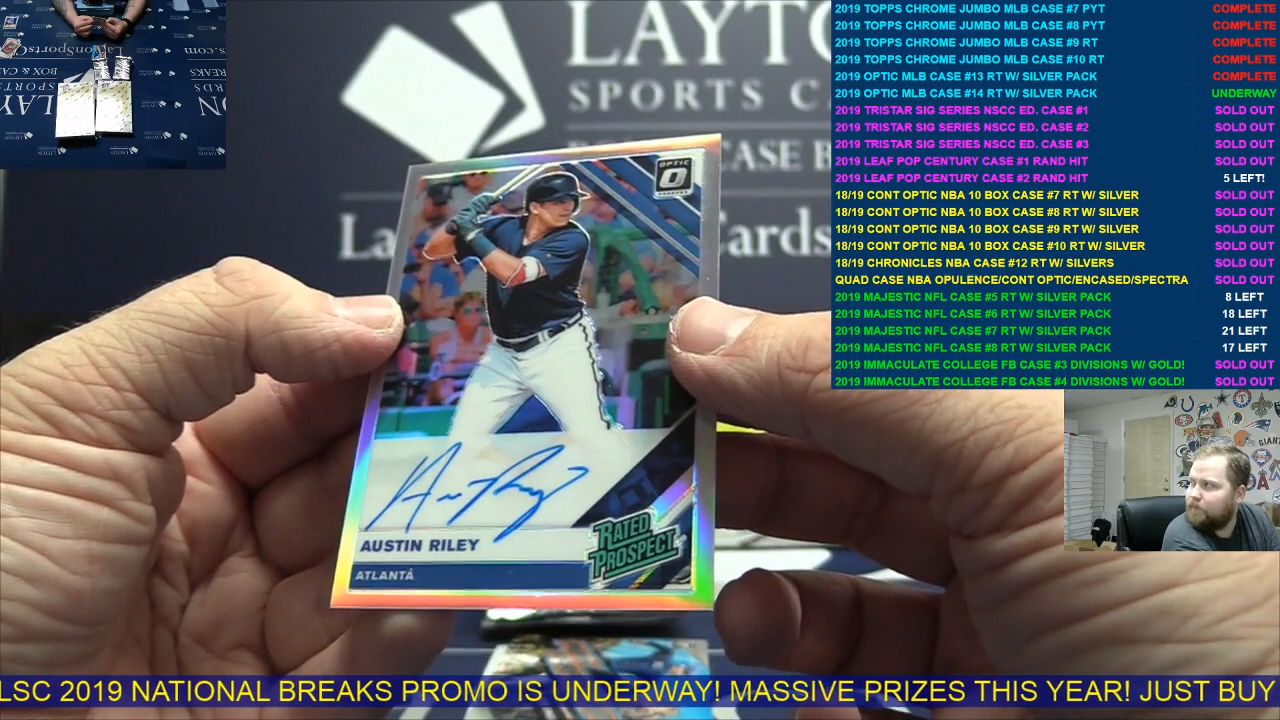 LAYTO
SPORTS CA
CASE B
La
Cards
OPTIC
AUSTIN RILEY
ATLANTA
RATED
PROSPECT
2019 TOPPS CHROME JUMBO MLB CASE #7 PYT COMPLETE
2019 TOPPS CHROME JUMBO MLB CASE #8 PYT COMPLETE
2019 TOPPS CHROME JUMBO MLB CASE #9 RT COMPLETE
2019 TOPPS CHROME JUMBO MLB CASE #10 RT COMPLETE
2019 OPTIC MLB CASE #13 RT W/ SILVER PACK COMPLETE
2019 OPTIC MLB CASE #14 RT W/ SILVER PACK UNDERWAY
2019 TRISTAR SIG SERIES NSCC ED. CASE #1 SOLD OUT
2019 TRISTAR SIG SERIES NSCC ED. CASE #2 SOLD OUT
2019 TRISTAR SIG SERIES NSCC ED. CASE #3 SOLD OUT
2019 LEAF POP CENTURY CASE #1 RAND HIT SOLD OUT
2019 LEAF POP CENTURY CASE #2 RAND HIT 5 LEFT!
18/19 CONT OPTIC NBA 10 BOX CASE #7 RT W/ SILVER SOLD OUT
18/19 CONT OPTIC NBA 10 BOX CASE #8 RT W/ SILVER SOLD OUT
18/19 CONT OPTIC NBA 10 BOX CASE #9 RT W/ SILVER SOLD OUT
18/19 CONT OPTIC NBA 10 BOX CASE #10 RT W/ SILVER SOLD OUT
18/19 CHRONICLES NBA CASE #12 RT W/ SILVERS SOLD OUT
QUAD CASE NBA OPULENCE/CONT OPTIC/ENCASED/SPECTRA SOLD OUT
2019 MAJESTIC NFL CASE #5 RT W/ SILVER PACK 8 LEFT
2019 MAJESTIC NFL CASE #6 RT W/ SILVER PACK 18 LEFT
2019 MAJESTIC NFL CASE #7 RT W/ SILVER PACK 21 LEFT
2019 MAJESTIC NFL CASE #8 RT W/ SILVER PACK 17 LEFT
2019 IMMACULATE COLLEGE FB CASE #3 DIVISIONS W/ GOLD! SOLD OUT
2019 IMMACULATE COLLEGE FB CASE #4 DIVISIONS W/ GOLD! SOLD OUT
LSC 2019 NATIONAL BREAKS PROMO IS UNDERWAY! MASSIVE PRIZES THIS YEAR! JUST BUY